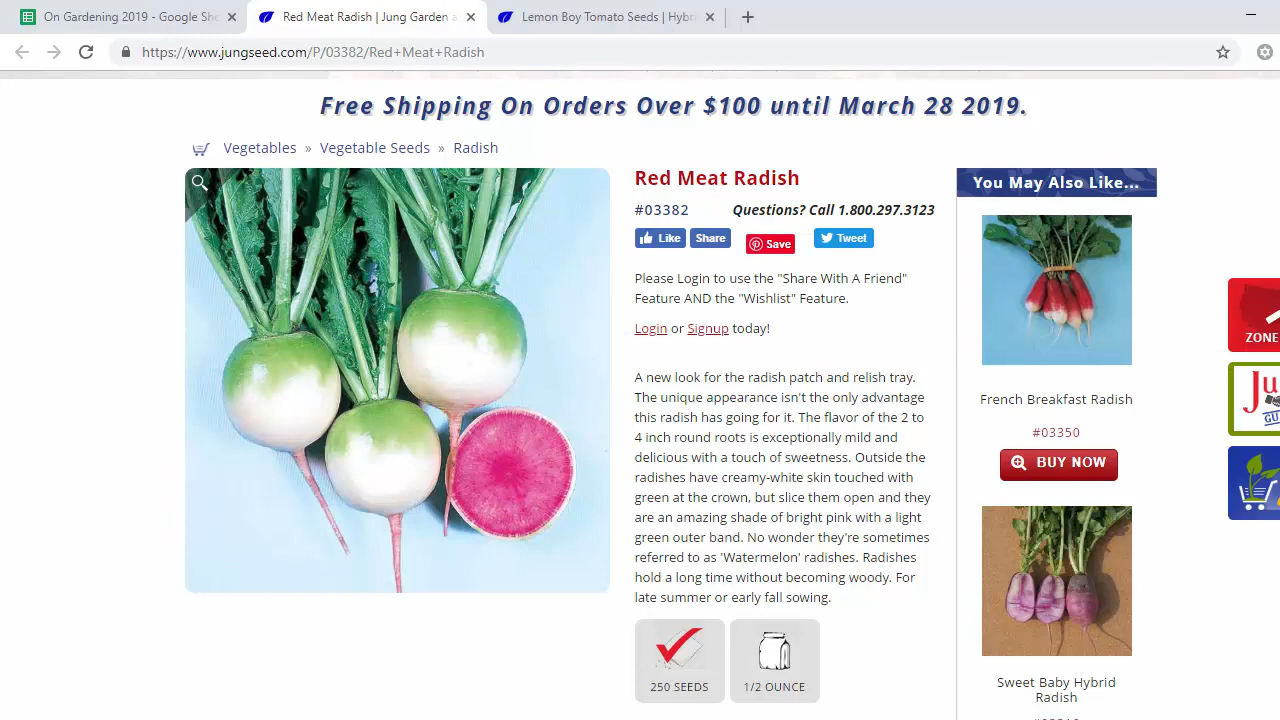 On Gardening 2019 - Google She
Red Meat Radish | Jung Garden a
Lemon Boy Tomato Seeds | Hybri
https://www.jungseed.com/P/03382/Red+Meat+Radish
Free Shipping On Orders Over $100 until March 28 2019.
Vegetables » Vegetable Seeds » Radish
Red Meat Radish
#03382 Questions? Call 1.800.297.3123
Like Share Save Tweet
Please Login to use the "Share With A Friend"
Feature AND the "Wishlist" Feature.
Login or Signup today!
A new look for the radish patch and relish tray.
The unique appearance isn't the only advantage
this radish has going for it. The flavor of the 2 to
4 inch round roots is exceptionally mild and
delicious with a touch of sweetness. Outside the
radishes have creamy-white skin touched with
green at the crown, but slice them open and they
are an amazing shade of bright pink with a light
green outer band. No wonder they're sometimes
referred to as 'Watermelon' radishes. Radishes
hold a long time without becoming woody. For
late summer or early fall sowing.
250 SEEDS
1/2 OUNCE
You May Also Like...
French Breakfast Radish
#03350
BUY NOW
Sweet Baby Hybrid
Radish
ZONE
Ju
GU